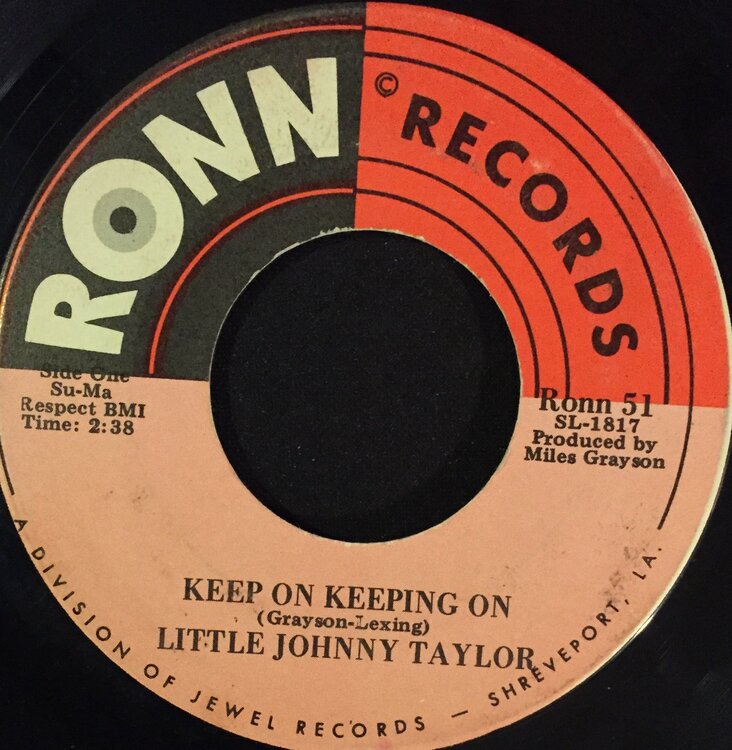 RONN
© RECORDS
Side One
Su-Ma
Respect BMI
Time: 2:38
Ronn 51
SL-1817
Produced by
Miles Grayson
KEEP ON KEEPING ON
(Grayson-Lexing)
LITTLE JOHNNY TAYLOR
A DIVISION OF JEWEL RECORDS — SHREVEPORT, LA.